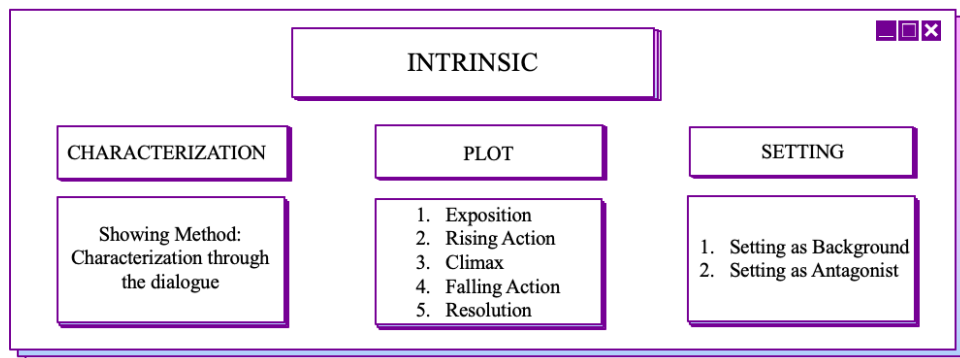 INTRINSIC
CHARACTERIZATION
Showing Method:
Characterization through
the dialogue
PLOT
1. Exposition
2. Rising Action
3. Climax
4. Falling Action
5. Resolution
SETTING
1. Setting as Background
2. Setting as Antagonist